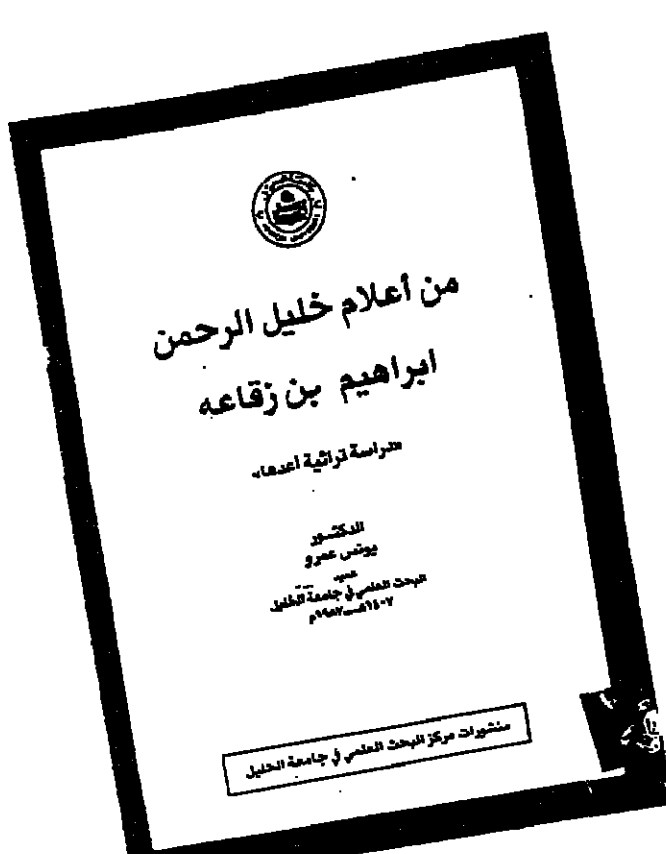 من أعلام خليل الرحمن
ابراهيم بن زقاعه
«دراسة تراثية أعدها»
الدكتور
يونس عمرو
عميد
البحث العلمي في جامعة الخليل
١٤٠٧هـ-١٩٨٧م
منشورات مركز البحث العلمي في جامعة الخليل